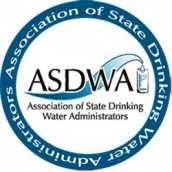 Association of State Drinking Water Administrators
ASDWA
Association of State Drinking
Water Administrators